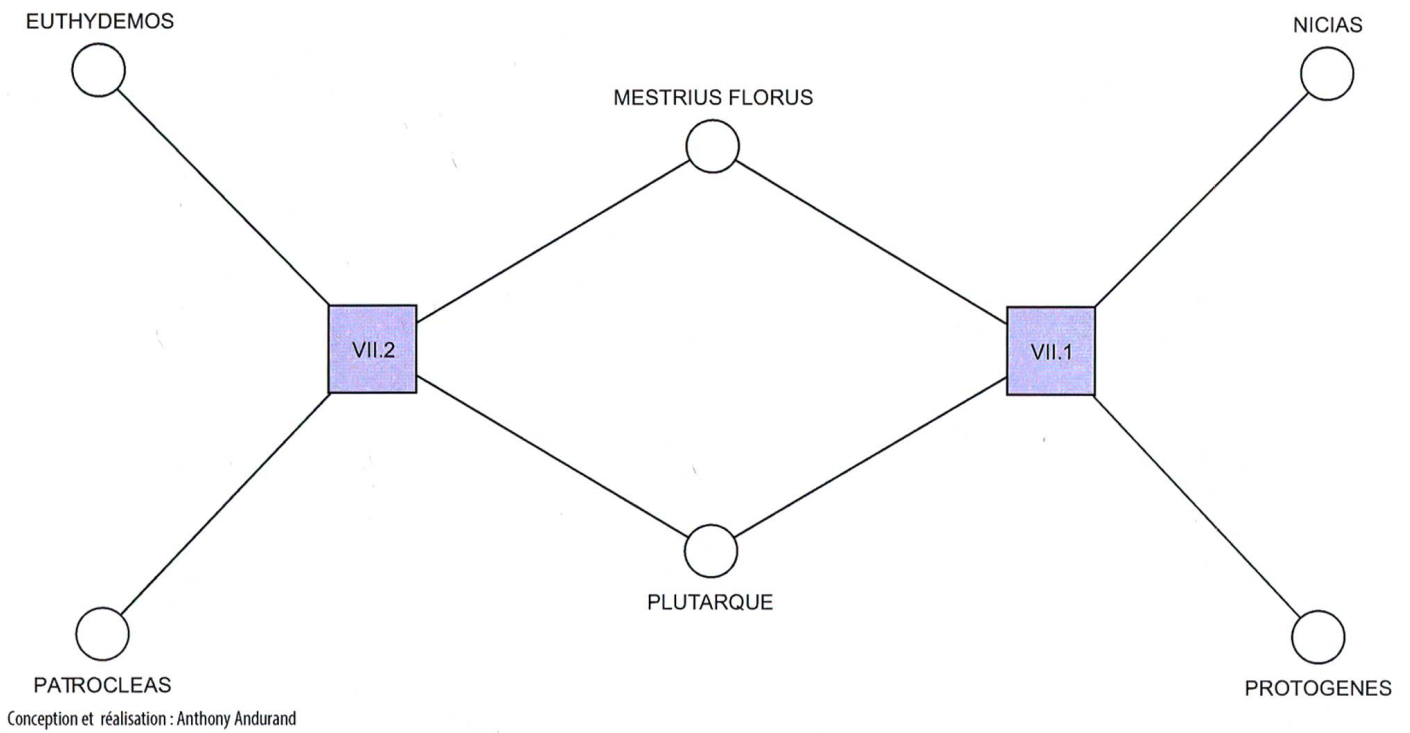 EUTHYDEMOS
NICIAS
MESTRIUS FLORUS
VII.2
VII.1
PLUTARQUE
PATROCLEAS
PROTOGENES
Conception et réalisation : Anthony Andurand